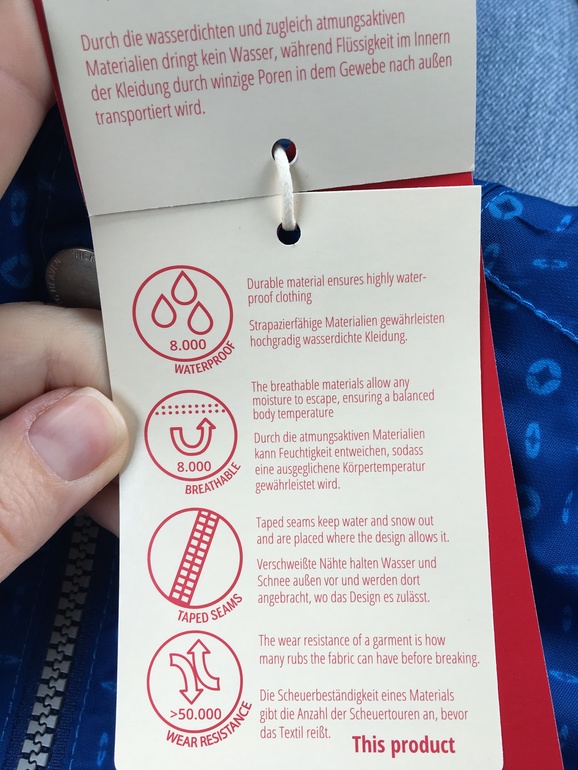 Durch die wasserdichten und zugleich atmungsaktiven
Materialien dringt kein Wasser, während Flüssigkeit im Innern
der Kleidung durch winzige Poren in dem Gewebe nach außen
transportiert wird.
8.000
WATERPROOF
Durable material ensures highly water-
proof clothing
Strapazierfähige Materialien gewährleisten
hochgradig wasserdichte Kleidung.
8.000
BREATHABLE
The breathable materials allow any
moisture to escape, ensuring a balanced
body temperature
Durch die atmungsaktiven Materialien
kann Feuchtigkeit entweichen, sodass
eine ausgeglichene Körpertemperatur
gewährleistet wird.
TAPED SEAMS
Taped seams keep water and snow out
and are placed where the design allows it.
Verschweißte Nähte halten Wasser und
Schnee außen vor und werden dort
angebracht, wo das Design es zulässt.
>50.000
WEAR RESISTANCE
The wear resistance of a garment is how
many rubs the fabric can have before breaking.
Die Scheuerbeständigkeit eines Materials
gibt die Anzahl der Scheuertouren an, bevor
das Textil reißt.
This product